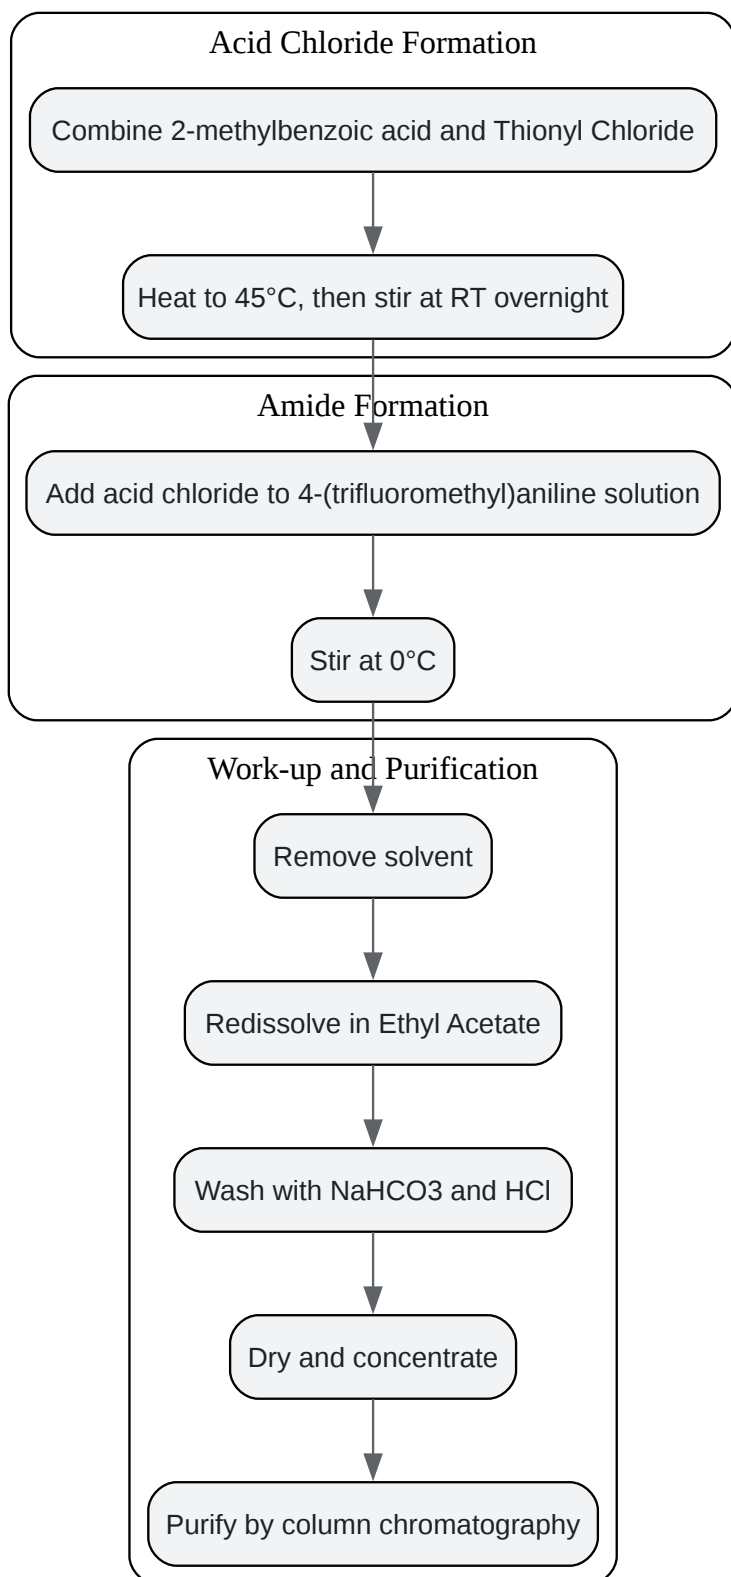 Acid Chloride Formation
Combine 2-methylbenzoic acid and Thionyl Chloride
Heat to 45°C, then stir at RT overnight
Amide Formation
Add acid chloride to 4-(trifluoromethyl)aniline solution
Stir at 0°C
Work-up and Purification
Remove solvent
Redissolve in Ethyl Acetate
Wash with NaHCO3 and HCl
Dry and concentrate
Purify by column chromatography